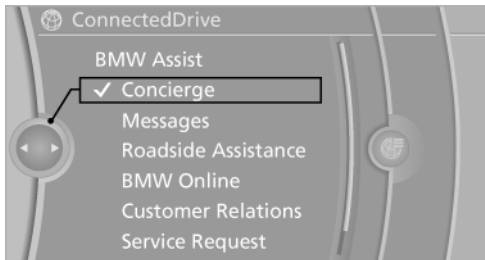 ConnectedDrive
BMW Assist
✓ Concierge
Messages
Roadside Assistance
BMW Online
Customer Relations
Service Request